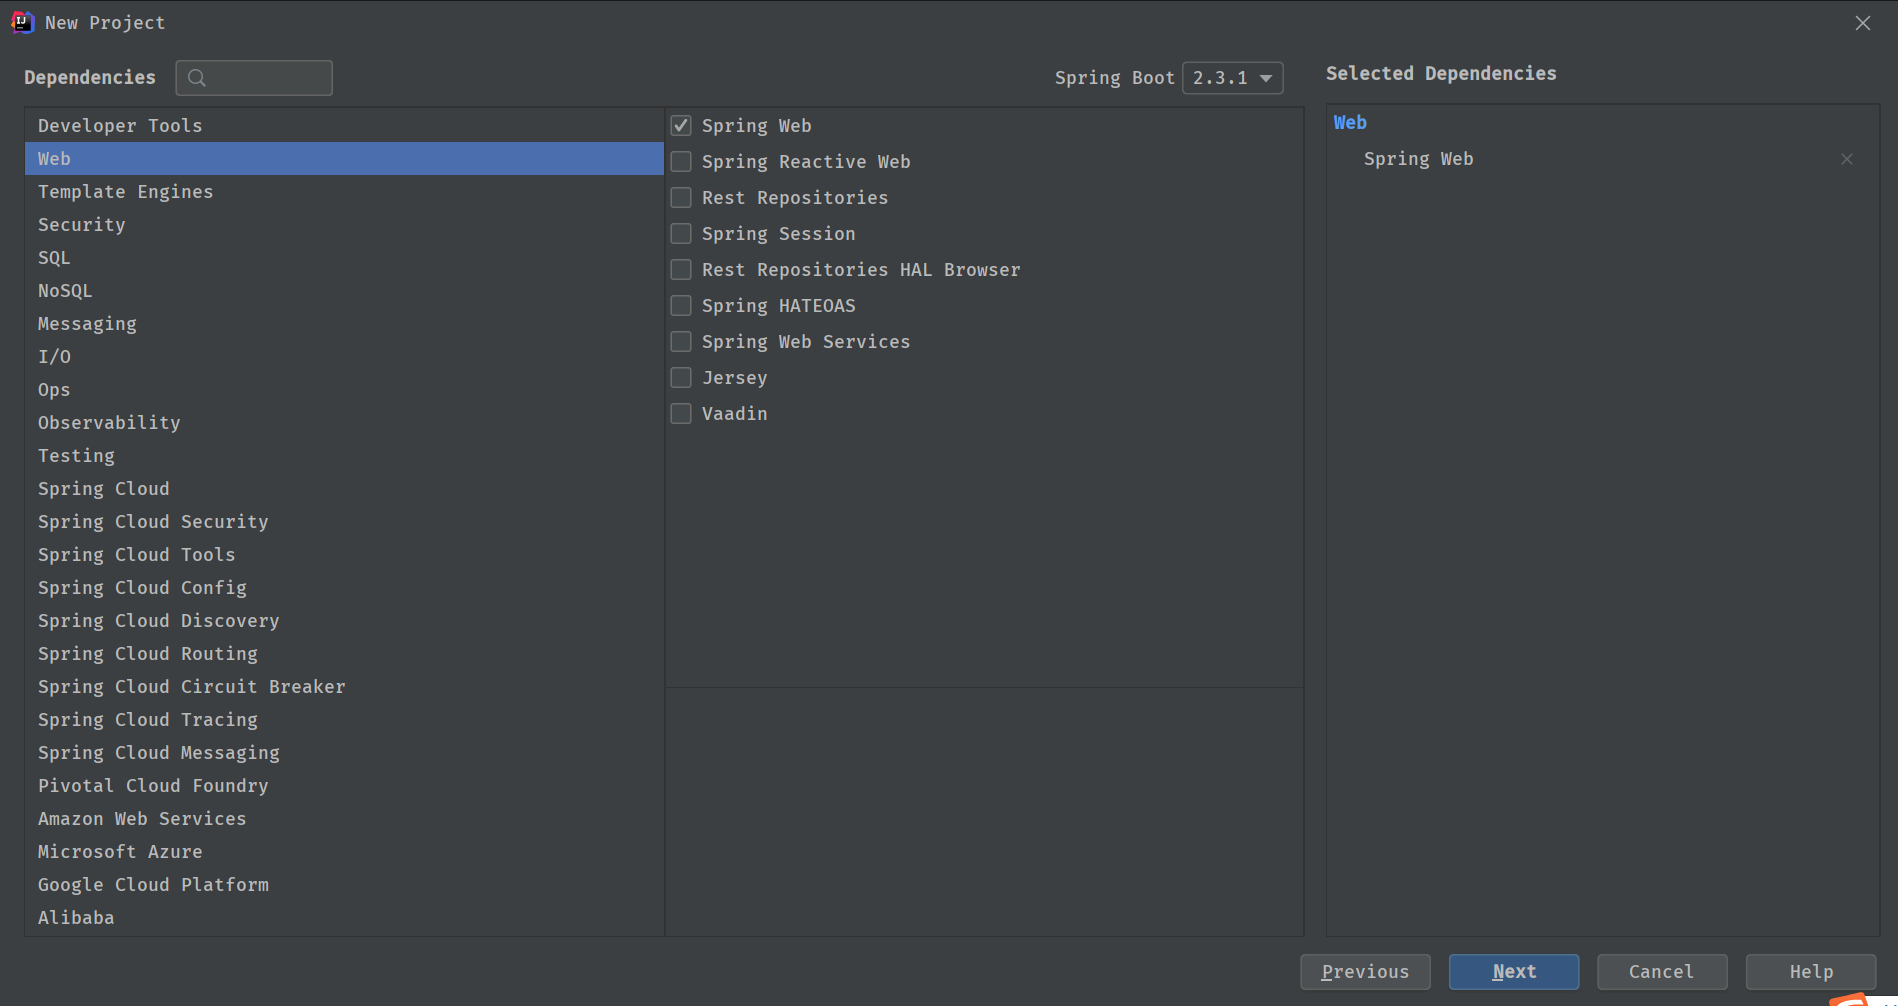 New Project
Dependencies
Spring Boot 2.3.1
Selected Dependencies
Developer Tools
Web
Template Engines
Security
SQL
NoSQL
Messaging
I/O
Ops
Observability
Testing
Spring Cloud
Spring Cloud Security
Spring Cloud Tools
Spring Cloud Config
Spring Cloud Discovery
Spring Cloud Routing
Spring Cloud Circuit Breaker
Spring Cloud Tracing
Spring Cloud Messaging
Pivotal Cloud Foundry
Amazon Web Services
Microsoft Azure
Google Cloud Platform
Alibaba
Spring Web
Spring Reactive Web
Rest Repositories
Spring Session
Rest Repositories HAL Browser
Spring HATEOAS
Spring Web Services
Jersey
Vaadin
Web
Spring Web
Previous
Next
Cancel
Help